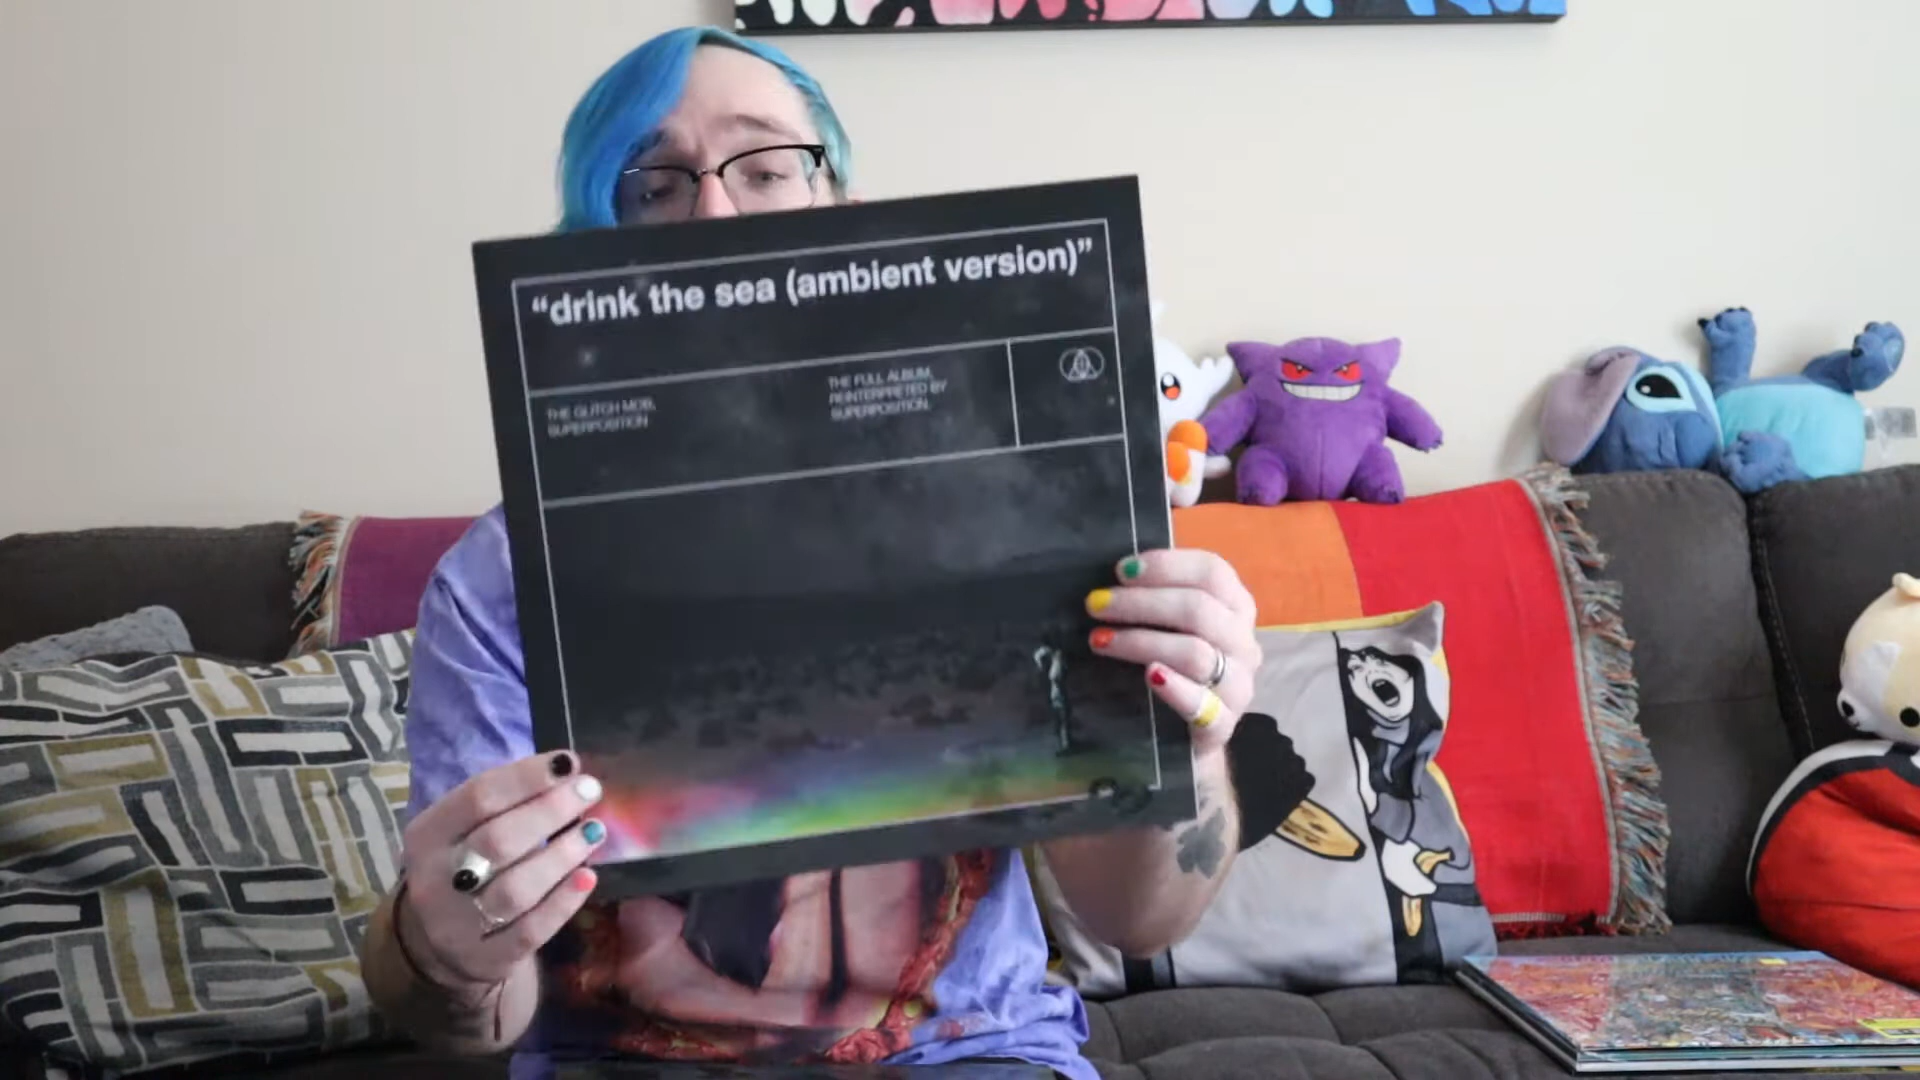 “drink the sea (ambient version)”
THE GLITCH MOB,
SUPERPOSITION
THE FULL ALBUM,
REINTERPRETED BY
SUPERPOSITION.